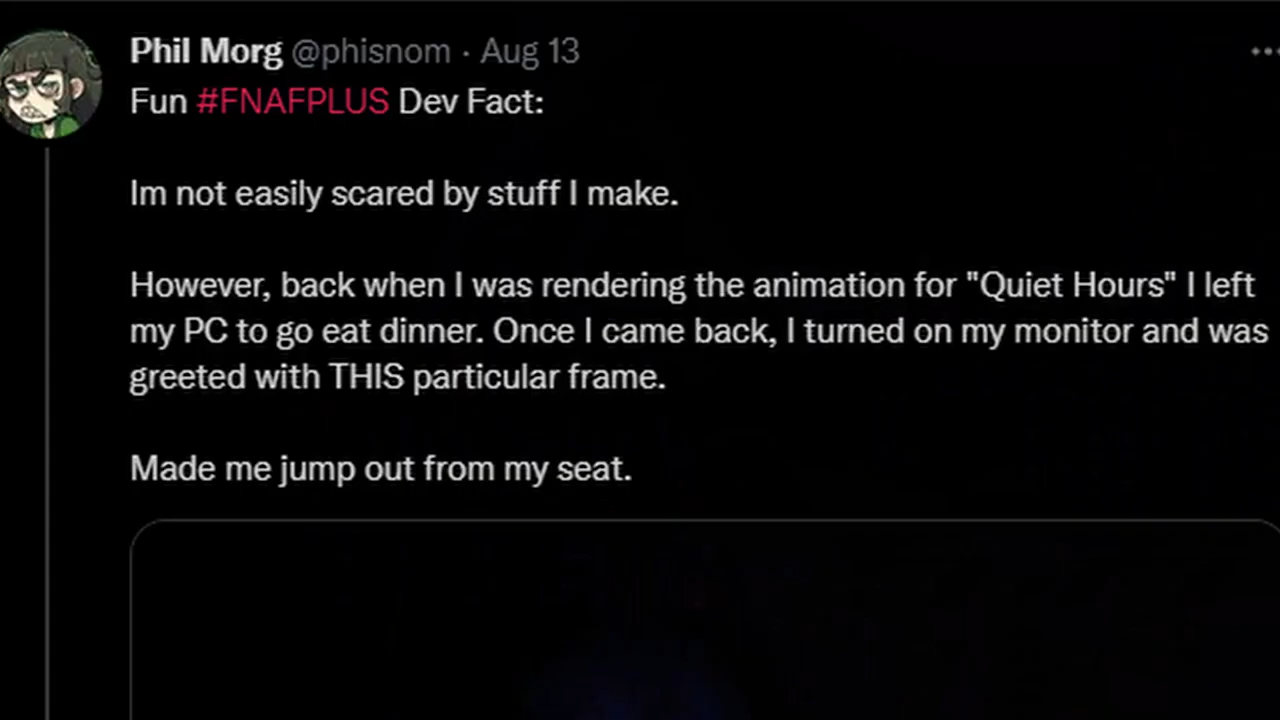 Phil Morg @phisnom · Aug 13
Fun #FNAFPLUS Dev Fact:
Im not easily scared by stuff I make.
However, back when I was rendering the animation for "Quiet Hours" I left
my PC to go eat dinner. Once I came back, I turned on my monitor and was
greeted with THIS particular frame.
Made me jump out from my seat.